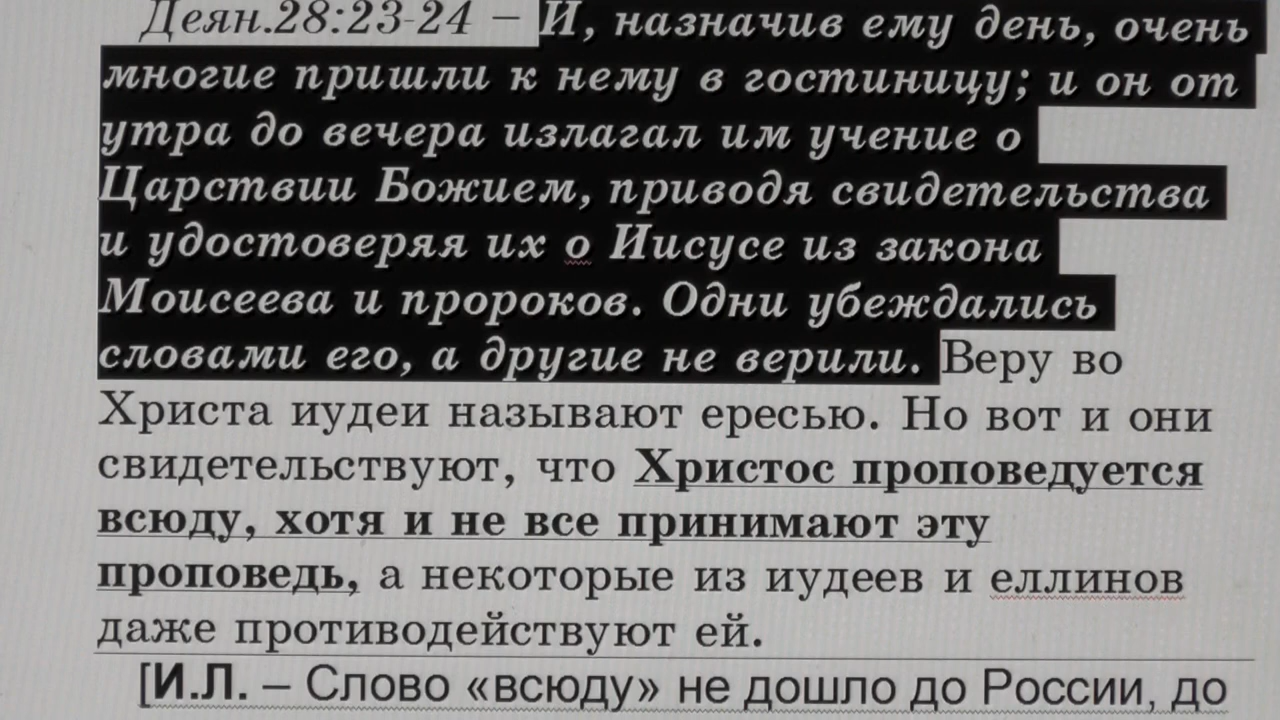 Деян.28:23-24 – И, назначив ему день, очень
многие пришли к нему в гостиницу; и он от
утра до вечера излагал им учение о
Царствии Божием, приводя свидетельства
и удостоверяя их о Иисусе из закона
Моисеева и пророков. Одни убеждались
словами его, а другие не верили. Веру во
Христа иудеи называют ересью. Но вот и они
свидетельствуют, что Христос проповедуется
всюду, хотя и не все принимают эту
проповедь, а некоторые из иудеев и еллинов
даже противодействуют ей.
[И.Л. – Слово «всюду» не дошло до России, до